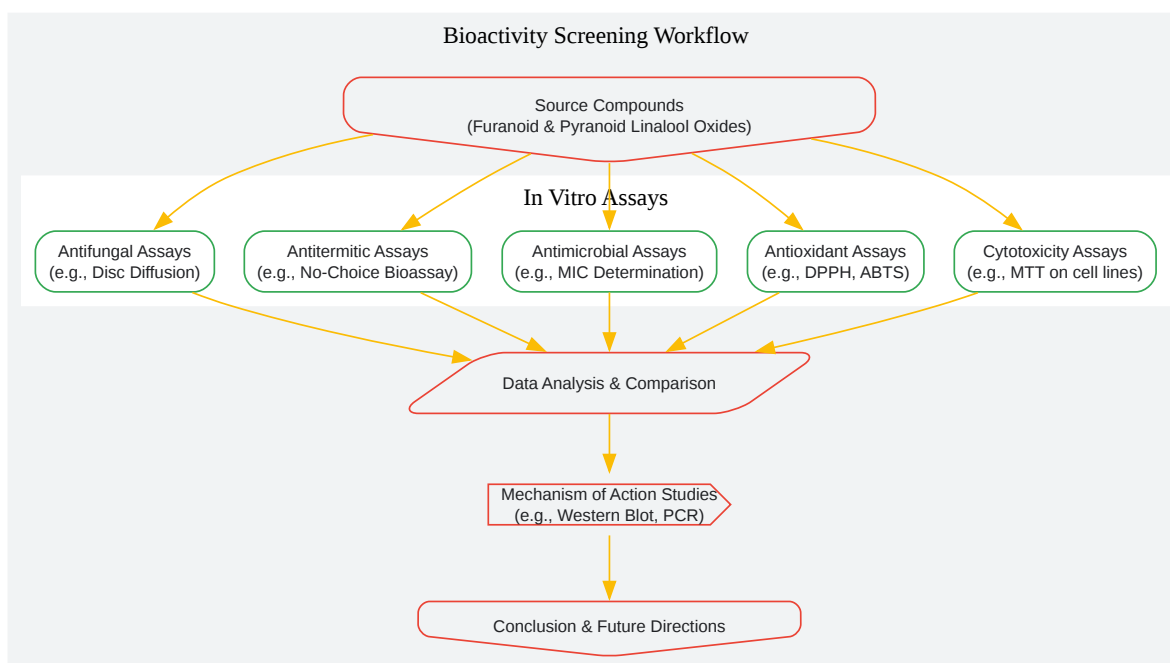 Bioactivity Screening Workflow
Source Compounds
(Furanoid & Pyranoid Linalool Oxides)
In Vitro Assays
Antifungal Assays
(e.g., Disc Diffusion)
Antitermitic Assays
(e.g., No-Choice Bioassay)
Antimicrobial Assays
(e.g., MIC Determination)
Antioxidant Assays
(e.g., DPPH, ABTS)
Cytotoxicity Assays
(e.g., MTT on cell lines)
Data Analysis & Comparison
Mechanism of Action Studies
(e.g., Western Blot, PCR)
Conclusion & Future Directions